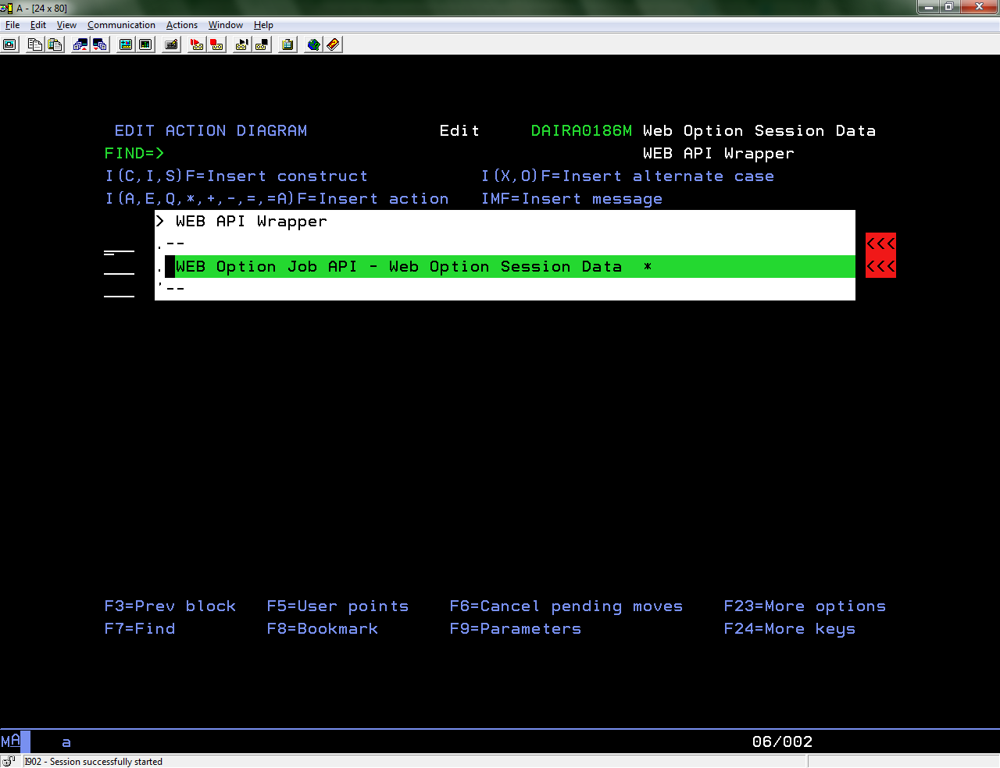 A - [24 x 80]
File Edit View Communication Actions Window Help
EDIT ACTION DIAGRAM Edit DAIRA0186M Web Option Session Data
FIND=> WEB API Wrapper
I(C,I,S)F=Insert construct I(X,O)F=Insert alternate case
I(A,E,Q,*,+,-,=,=A)F=Insert action IMF=Insert message
> WEB API Wrapper
.-- <<<
. WEB Option Job API - Web Option Session Data * <<<
'--
F3=Prev block F5=User points F6=Cancel pending moves F23=More options
F7=Find F8=Bookmark F9=Parameters F24=More keys
MA a 06/002
I902 - Session successfully started